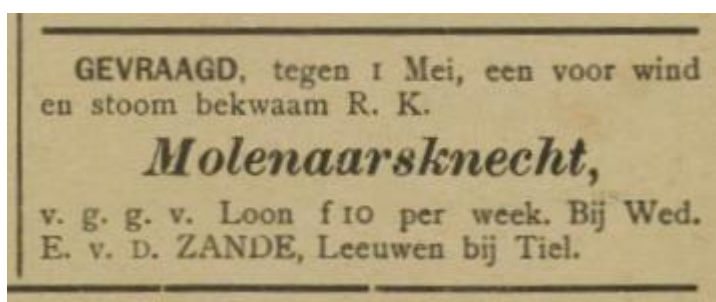 GEVRAAGD, tegen 1 Mei, een voor wind
en stoom bekwaam R. K.
Molenaarsknecht,
v. g. g. v. Loon f 10 per week. Bij Wed.
E. v. D. ZANDE, Leeuwen bij Tiel.